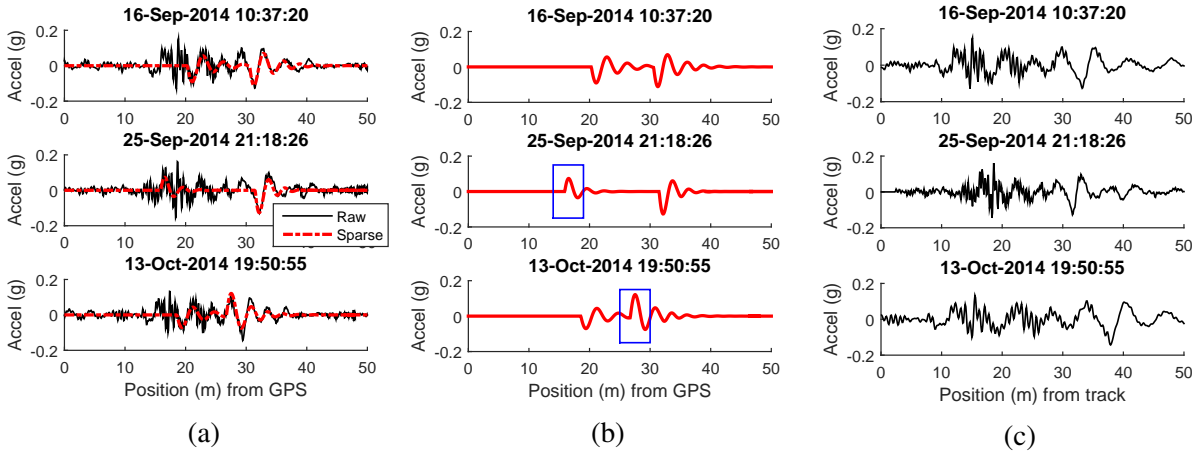 16-Sep-2014 10:37:20
Accel (g)
0.2
0
-0.2
0 10 20 30 40 50
25-Sep-2014 21:18:26
Accel (g)
0.2
0
-0.2
Raw
Sparse
0 10 20 30 40 50
13-Oct-2014 19:50:55
Accel (g)
0.2
0
-0.2
0 10 20 30 40 50
Position (m) from GPS
(a)
16-Sep-2014 10:37:20
Accel (g)
0.2
0
-0.2
0 10 20 30 40 50
25-Sep-2014 21:18:26
Accel (g)
0.2
0
-0.2
0 10 20 30 40 50
13-Oct-2014 19:50:55
Accel (g)
0.2
0
-0.2
0 10 20 30 40 50
Position (m) from GPS
(b)
16-Sep-2014 10:37:20
Accel (g)
0.2
0
-0.2
0 10 20 30 40 50
25-Sep-2014 21:18:26
Accel (g)
0.2
0
-0.2
0 10 20 30 40 50
13-Oct-2014 19:50:55
Accel (g)
0.2
0
-0.2
0 10 20 30 40 50
Position (m) from track
(c)